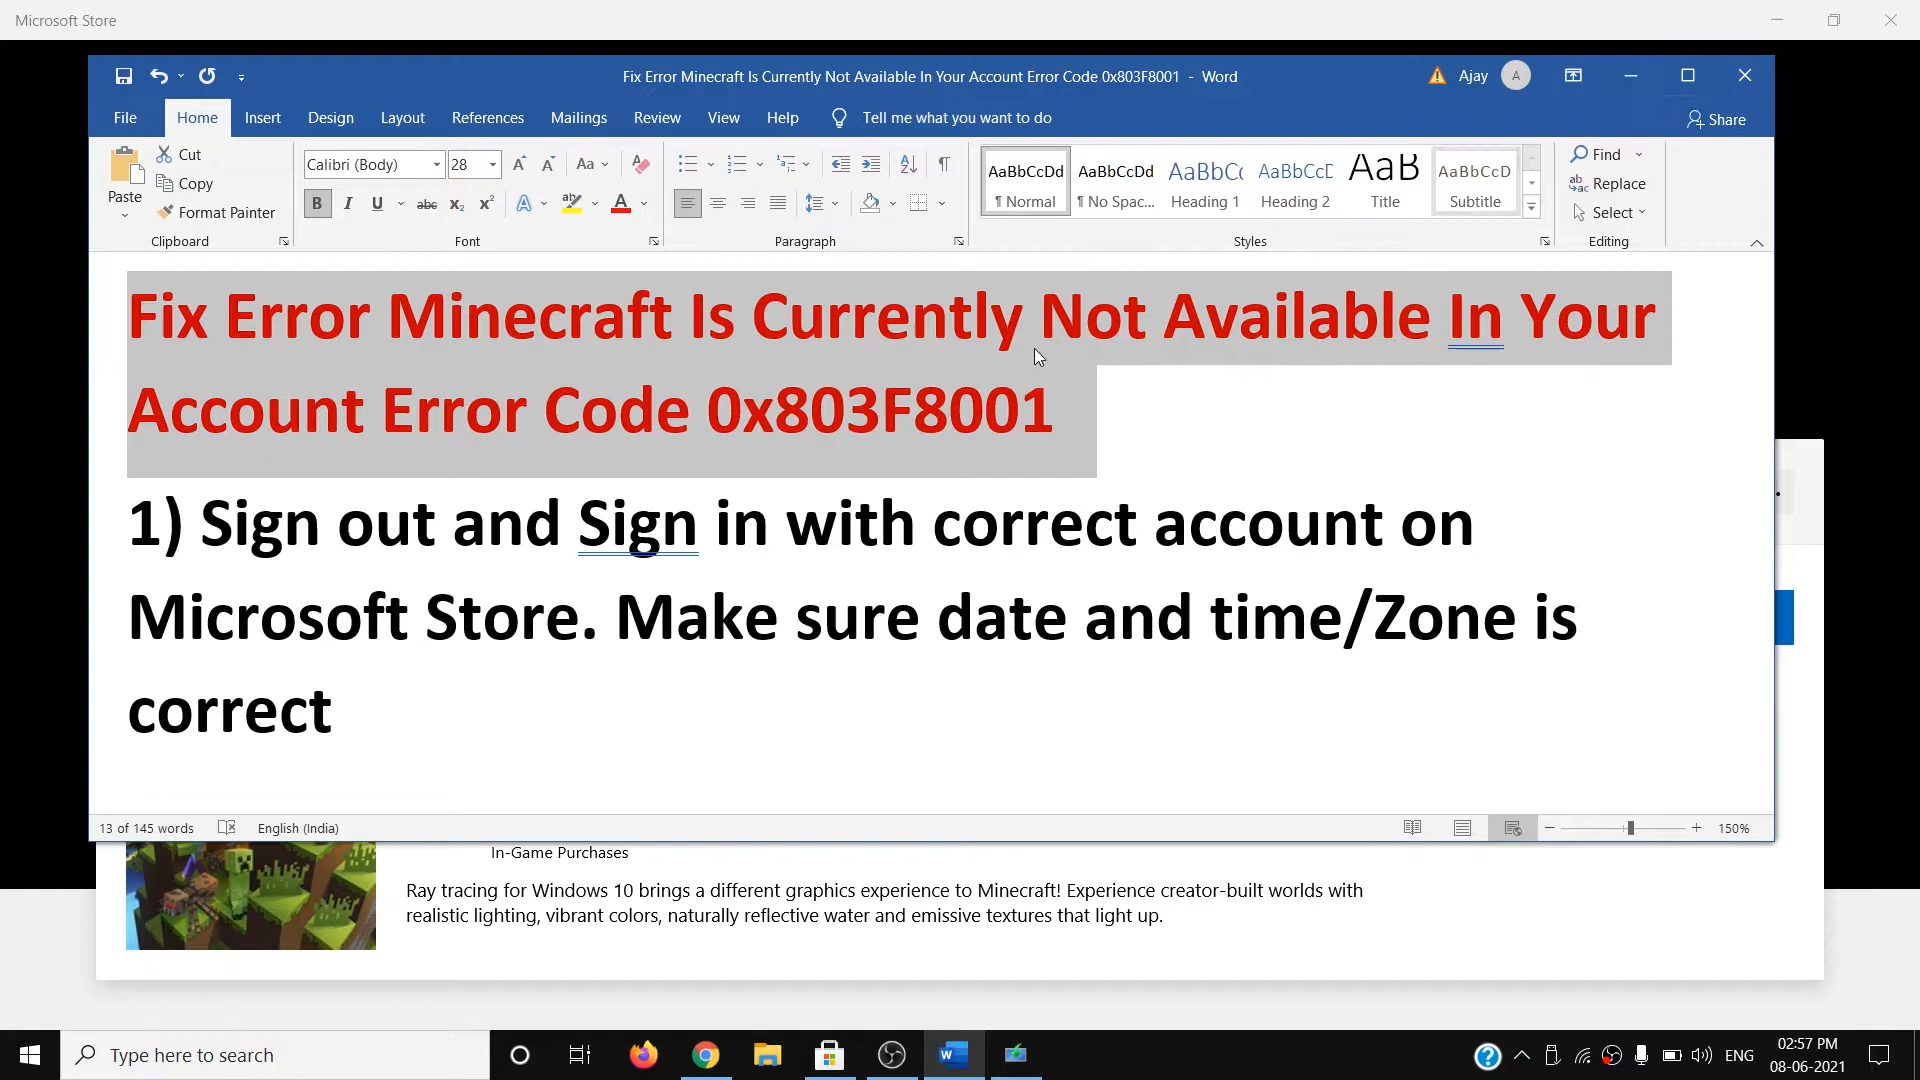 Microsoft Store
Fix Error Minecraft Is Currently Not Available In Your Account Error Code 0x803F8001 - Word
Ajay
A
File
Home
Insert
Design
Layout
References
Mailings
Review
View
Help
Tell me what you want to do
Share
Paste
Cut
Copy
Format Painter
Clipboard
Calibri (Body)
28
Aa
B I U abc x₂ x²
Font
Paragraph
AaBbCcDd
AaBbCcDd
AaBbCc
AaBbCcD
AaB
AaBbCcD
¶ Normal
¶ No Spac...
Heading 1
Heading 2
Title
Subtitle
Styles
Find
Replace
Select
Editing
Fix Error Minecraft Is Currently Not Available In Your
Account Error Code 0x803F8001
1) Sign out and Sign in with correct account on
Microsoft Store. Make sure date and time/Zone is
correct
13 of 145 words
English (India)
150%
In-Game Purchases
Ray tracing for Windows 10 brings a different graphics experience to Minecraft! Experience creator-built worlds with
realistic lighting, vibrant colors, naturally reflective water and emissive textures that light up.
Type here to search
ENG
02:57 PM
08-06-2021